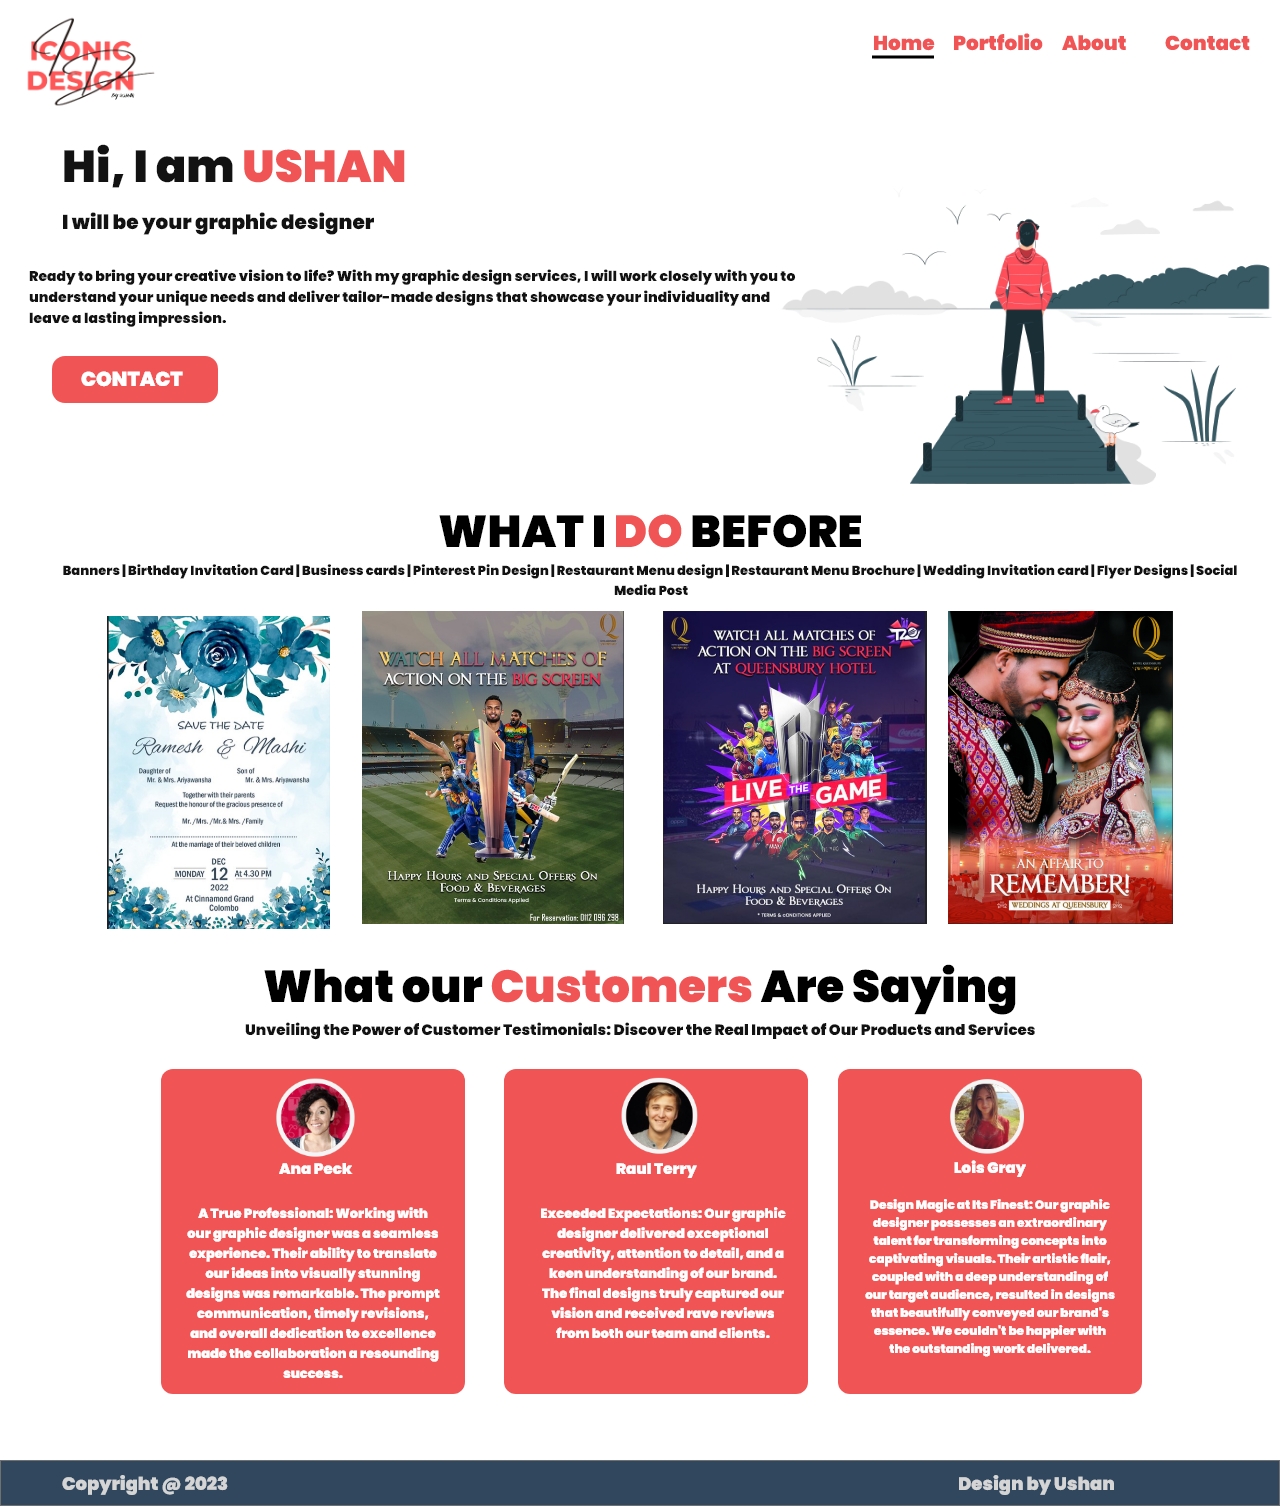 ICONIC
DESIGN
By Ushan
Home Portfolio About Contact
Hi, I am USHAN
I will be your graphic designer
Ready to bring your creative vision to life? With my graphic design services, I will work closely with you to
understand your unique needs and deliver tailor-made designs that showcase your individuality and
leave a lasting impression.
CONTACT
WHAT I DO BEFORE
Banners | Birthday Invitation Card | Business cards | Pinterest Pin Design | Restaurant Menu design | Restaurant Menu Brochure | Wedding Invitation card | Flyer Designs | Social
Media Post
SAVE THE DATE
Ramesh & Mashi
Daughter of Son of
Mr. & Mrs. Ariyawansha Mr. & Mrs. Ariyawansha
Together with their parents
Request the honour of the gracious presence of
Mr. /Mrs. /Mr.& Mrs. /Family
At the marriage of their beloved children
DEC
MONDAY 12 At 4.30 PM
2022
At Cinnamond Grand
Colombo
Q
WATCH ALL MATCHES OF
ACTION ON THE BIG SCREEN
HAPPY HOURS AND SPECIAL OFFERS ON
FOOD & BEVERAGES
Terms & Conditions Applied
For Reservation: 0112 096 298
Q
T20
WATCH ALL MATCHES OF
ACTION ON THE BIG SCREEN
AT QUEENSBURY HOTEL
LIVE THE GAME
HAPPY HOURS AND SPECIAL OFFERS ON
FOOD & BEVERAGES
* TERMS & CONDITIONS APPLIED
Q
AN AFFAIR TO
REMEMBER!
WEDDINGS AT QUEENSBURY
What our Customers Are Saying
Unveiling the Power of Customer Testimonials: Discover the Real Impact of Our Products and Services
Ana Peck
A True Professional: Working with
our graphic designer was a seamless
experience. Their ability to translate
our ideas into visually stunning
designs was remarkable. The prompt
communication, timely revisions,
and overall dedication to excellence
made the collaboration a resounding
success.
Raul Terry
Exceeded Expectations: Our graphic
designer delivered exceptional
creativity, attention to detail, and a
keen understanding of our brand.
The final designs truly captured our
vision and received rave reviews
from both our team and clients.
Lois Gray
Design Magic at Its Finest: Our graphic
designer possesses an extraordinary
talent for transforming concepts into
captivating visuals. Their artistic flair,
coupled with a deep understanding of
our target audience, resulted in designs
that beautifully conveyed our brand's
essence. We couldn't be happier with
the outstanding work delivered.
Copyright @ 2023 Design by Ushan